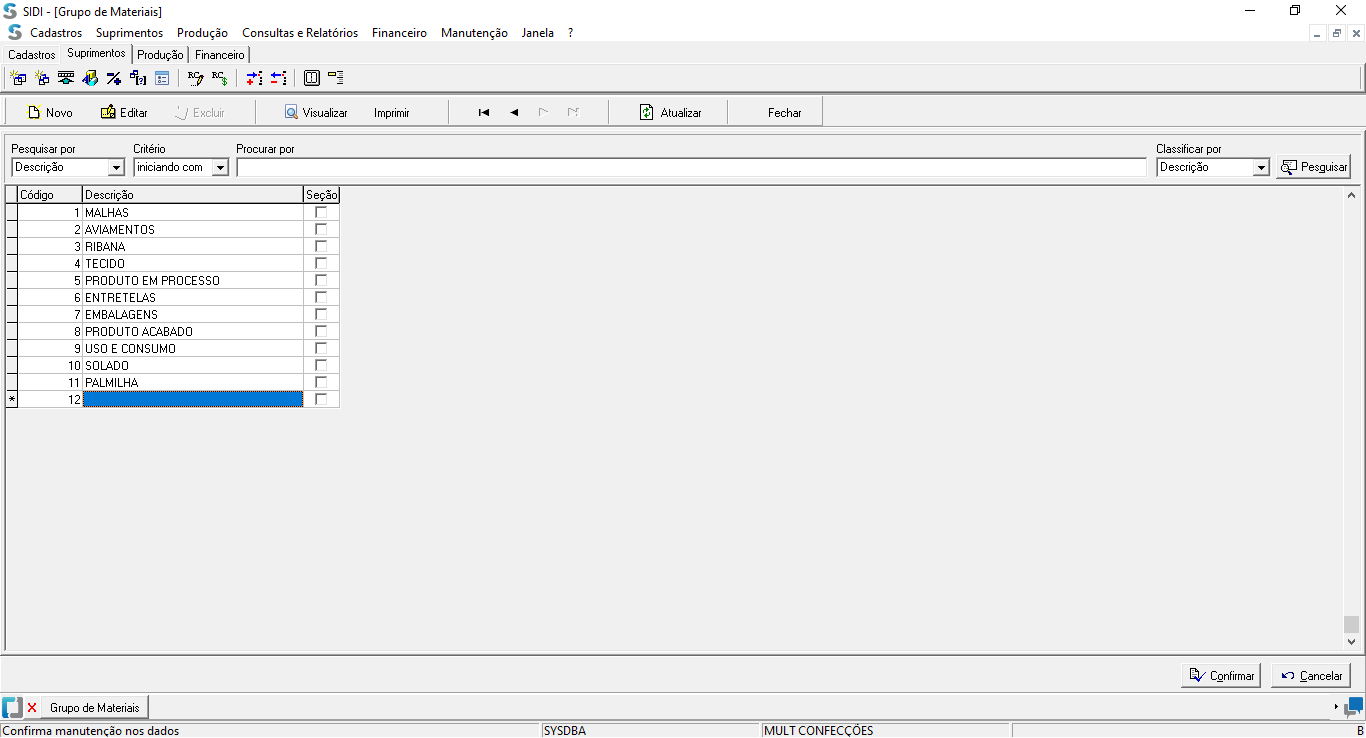 SIDI - [Grupo de Materiais]
Cadastros Suprimentos Produção Consultas e Relatórios Financeiro Manutenção Janela ?
Cadastros Suprimentos Produção Financeiro
Novo Editar Excluir Visualizar Imprimir Atualizar Fechar
Pesquisar por Critério Procurar por Classificar por
Descrição iniciando com Descrição Pesquisar
Código Descrição Seção
1 MALHAS
2 AVIAMENTOS
3 RIBANA
4 TECIDO
5 PRODUTO EM PROCESSO
6 ENTRETELAS
7 EMBALAGENS
8 PRODUTO ACABADO
9 USO E CONSUMO
10 SOLADO
11 PALMILHA
* 12
Confirmar Cancelar
Grupo de Materiais
Confirma manutenção nos dados SYSDBA MULT CONFECÇÕES B